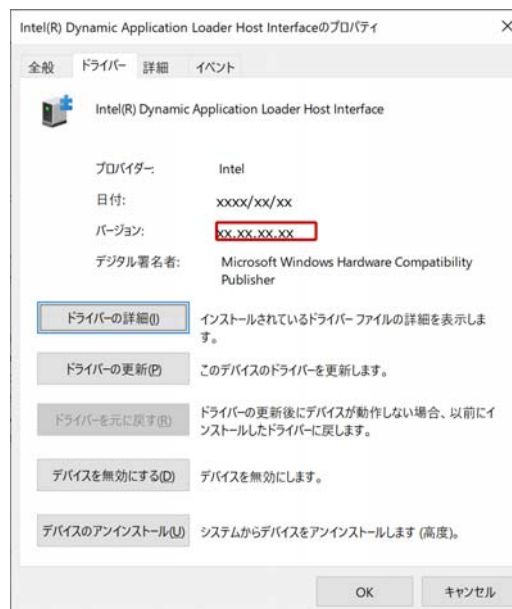 Intel(R) Dynamic Application Loader Host Interfaceのプロパティ
全般 ドライバー 詳細 イベント
Intel(R) Dynamic Application Loader Host Interface
プロバイダー: Intel
日付: xxxx/xx/xx
バージョン: xx.xx.xx.xx
デジタル署名者: Microsoft Windows Hardware Compatibility
Publisher
ドライバーの詳細(I) インストールされているドライバー ファイルの詳細を表示しま
す。
ドライバーの更新(P) このデバイスのドライバーを更新します。
ドライバーを元に戻す(R) ドライバーの更新後にデバイスが動作しない場合、以前にイ
ンストールしたドライバーに戻します。
デバイスを無効にする(D) デバイスを無効にします。
デバイスのアンインストール(U) システムからデバイスをアンインストールします (高度)。
OK キャンセル